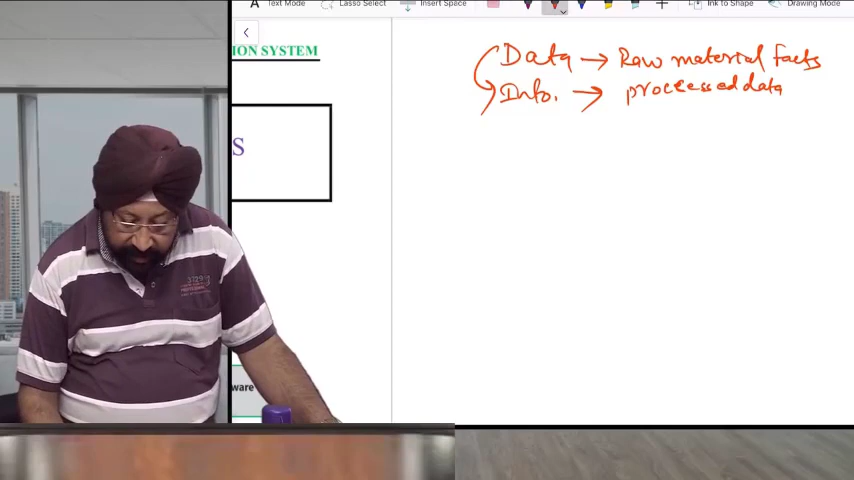 Text Mode Lasso Select Insert Space Ink to Shape Drawing Mode
ION SYSTEM
Data → Raw material facts
Info. → processed data
S
ware